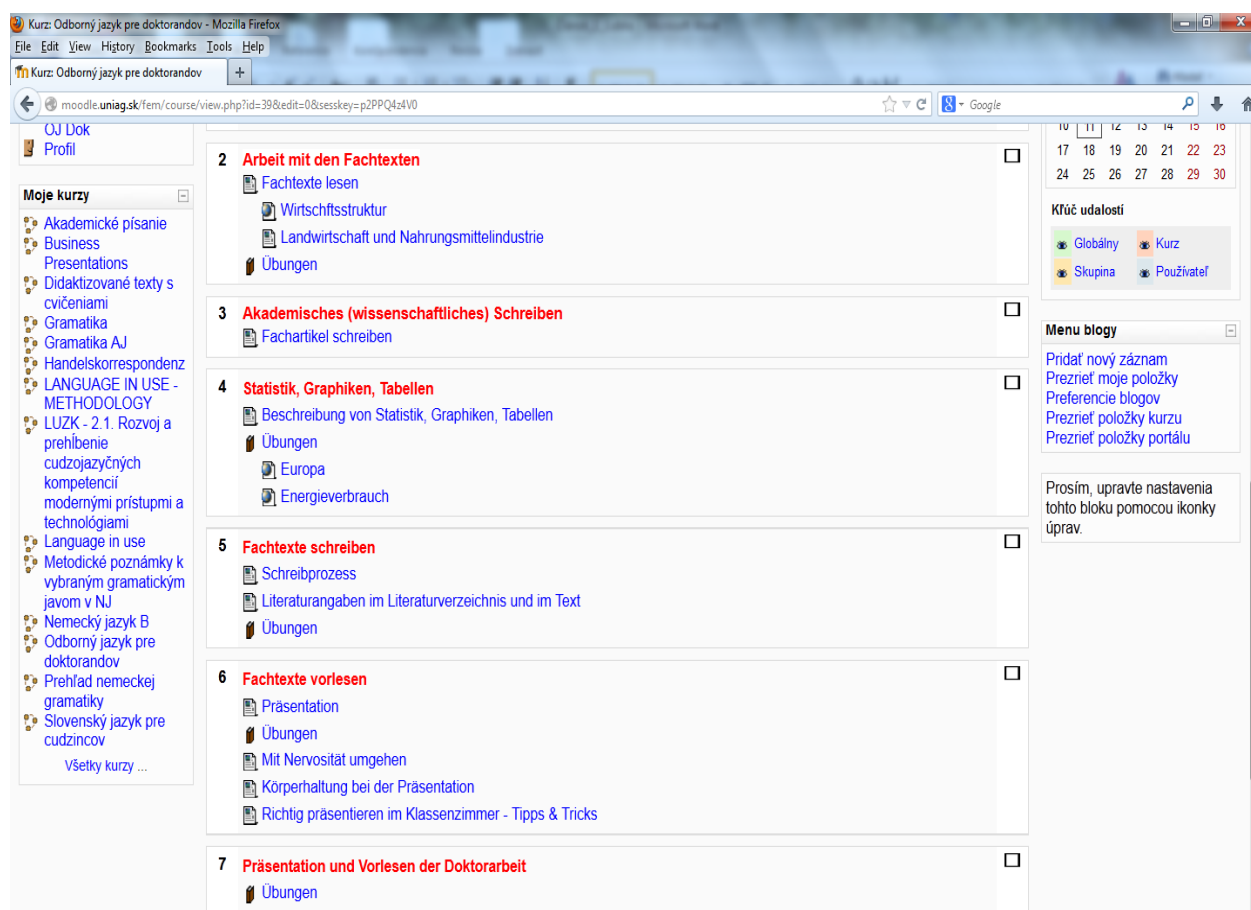 Kurz: Odborný jazyk pre doktorandov - Mozilla Firefox
File Edit View History Bookmarks Tools Help
Kurz: Odborný jazyk pre doktorandov
+
moodle.uniag.sk/fem/course/view.php?id=39&edit=0&sesskey=p2PPQ4z4V0
Google
OJ Dok
Profil
Moje kurzy
Akademické písanie
Business
Presentations
Didaktizované texty s
cvičeniami
Gramatika
Gramatika AJ
Handelskorrespondenz
LANGUAGE IN USE -
METHODOLOGY
LUZK - 2.1. Rozvoj a
prehĺbenie
cudzojazyčných
kompetencií
modernými prístupmi a
technológiami
Language in use
Metodické poznámky k
vybraným gramatickým
javom v NJ
Nemecký jazyk B
Odborný jazyk pre
doktorandov
Prehľad nemeckej
gramatiky
Slovenský jazyk pre
cudzincov
Všetky kurzy ...
2 Arbeit mit den Fachtexten
Fachtexte lesen
Wirtschftsstruktur
Landwirtschaft und Nahrungsmittelindustrie
Übungen
3 Akademisches (wissenschaftliches) Schreiben
Fachartikel schreiben
4 Statistik, Graphiken, Tabellen
Beschreibung von Statistik, Graphiken, Tabellen
Übungen
Europa
Energieverbrauch
5 Fachtexte schreiben
Schreibprozess
Literaturangaben im Literaturverzeichnis und im Text
Übungen
6 Fachtexte vorlesen
Präsentation
Übungen
Mit Nervosität umgehen
Körperhaltung bei der Präsentation
Richtig präsentieren im Klassenzimmer - Tipps & Tricks
7 Präsentation und Vorlesen der Doktorarbeit
Übungen
10 11 12 13 14 15 16
17 18 19 20 21 22 23
24 25 26 27 28 29 30
Kľúč udalostí
Globálny Kurz
Skupina Používateľ
Menu blogy
Pridať nový záznam
Prezrieť moje položky
Preferencie blogov
Prezrieť položky kurzu
Prezrieť položky portálu
Prosím, upravte nastavenia
tohto bloku pomocou ikonky
úprav.